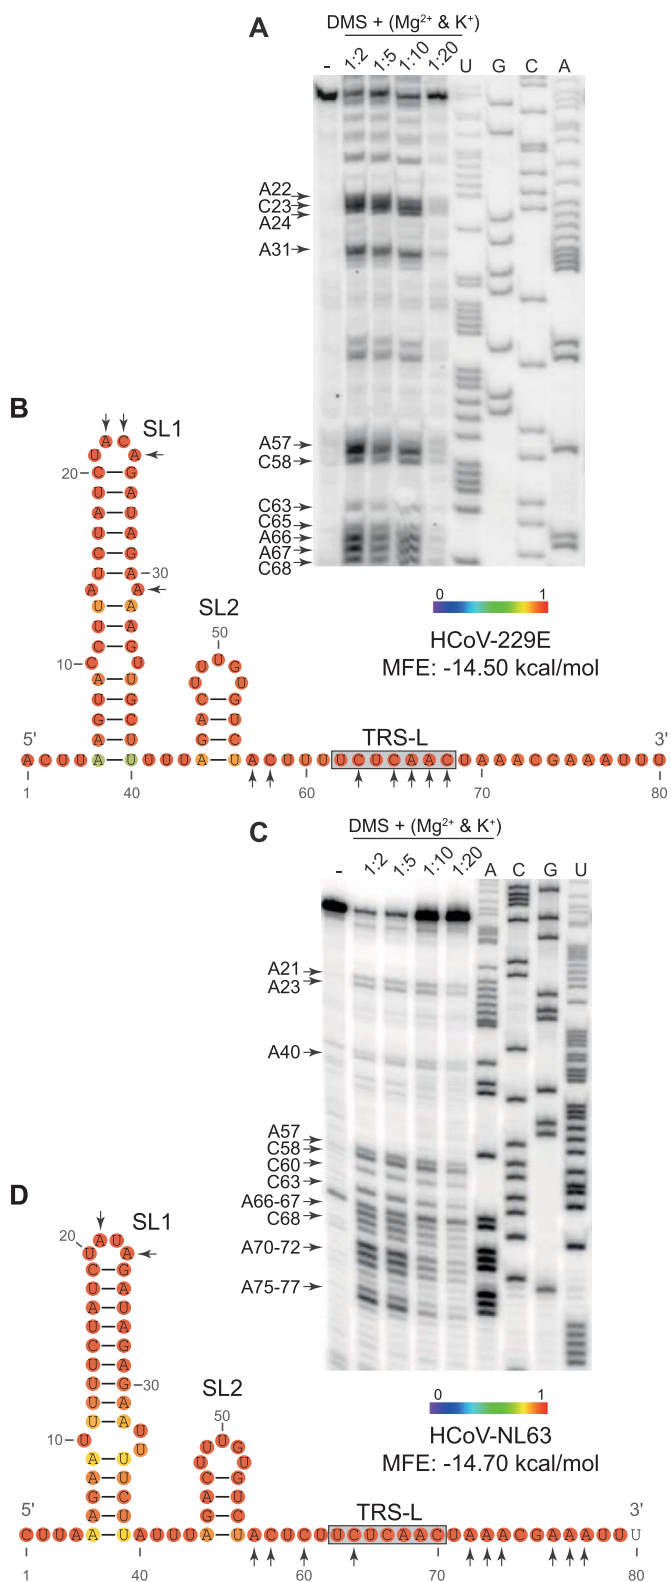 A
DMS + (Mg²⁺ & K⁺)
- 1:2 1:5 1:10 1:20 U G C A
A22
C23
A24
A31
A57
C58
C63
C65
A66
A67
C68
B
SL1
A C
U A
20 C G
U A
A U
U A
C G
U A 30
A A
U A
U A
C G
10 C U
A U
U G
G C
A U
SL2
50
U U G
U U
C G
A U
G C
0 1
HCoV-229E
MFE: -14.50 kcal/mol
5' TRS-L 3'
A C U U A U U U U A U A C U U U U C U C A A C U A A A C G A A A U U U
1 40 60 70 80
C
DMS + (Mg²⁺ & K⁺)
- 1:2 1:5 1:10 1:20 A C G U
A21
A23
A40
A57
C58
C60
C63
A66-67
C68
A70-72
A75-77
D
SL1
20 A U
U A
C G
U A
A U
U A
C G
U A
U G 30
U A
U A
U
10 U U
A U
A U
G C
A U
SL2
50
U U G
U U
C G
A U
G C
0 1
HCoV-NL63
MFE: -14.70 kcal/mol
5' TRS-L 3'
C U U A A U A U U U A U A C U C U U C U C A A C U A A A C G A A A U U U
1 40 60 70 80